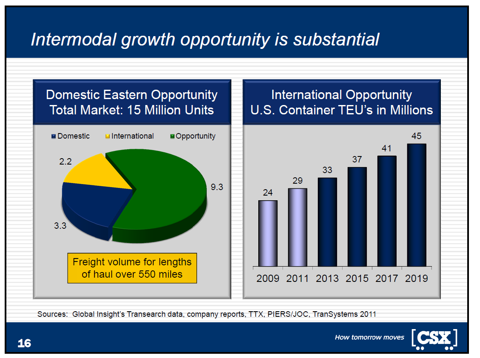 Intermodal growth opportunity is substantial
Domestic Eastern Opportunity
Total Market: 15 Million Units
Domestic International Opportunity
2.2
9.3
3.3
Freight volume for lengths
of haul over 550 miles
International Opportunity
U.S. Container TEU's in Millions
24 29 33 37 41 45
2009 2011 2013 2015 2017 2019
Sources: Global Insight's Transearch data, company reports, TTX, PIERS/JOC, TranSystems 2011
16
How tomorrow moves [CSX]